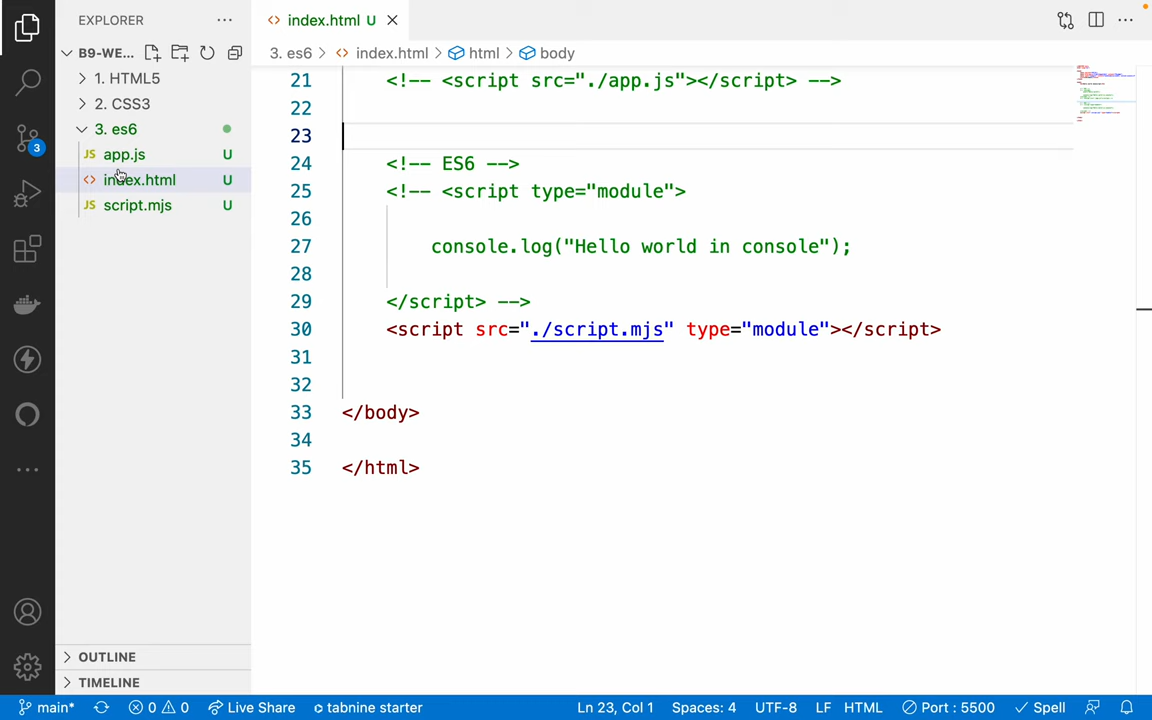 EXPLORER
index.html U
B9-WE...
3. es6 > index.html > html > body
1. HTML5
2. CSS3
3. es6
app.js U
index.html U
script.mjs U
3
21 <!-- <script src="./app.js"></script> -->
22
23
24 <!-- ES6 -->
25 <!-- <script type="module">
26
27 console.log("Hello world in console");
28
29 </script> -->
30 <script src="./script.mjs" type="module"></script>
31
32
33 </body>
34
35 </html>
OUTLINE
TIMELINE
main* 0 0 Live Share tabnine starter Ln 23, Col 1 Spaces: 4 UTF-8 LF HTML Port : 5500 Spell